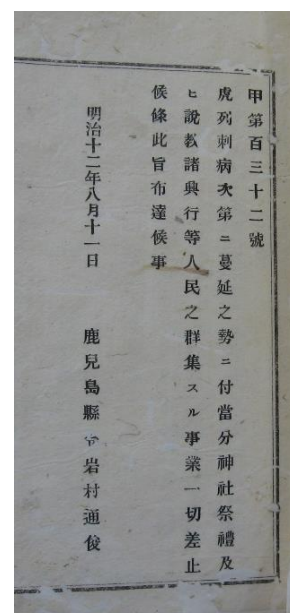 甲第百三十二號
虎列刺病次第ニ蔓延之勢ニ付當分神社祭禮及
ヒ說教諸興行等人民之群集スル事業一切差止
候條此旨布達候事
明治十二年八月十一日
鹿兒島縣令岩村通俊